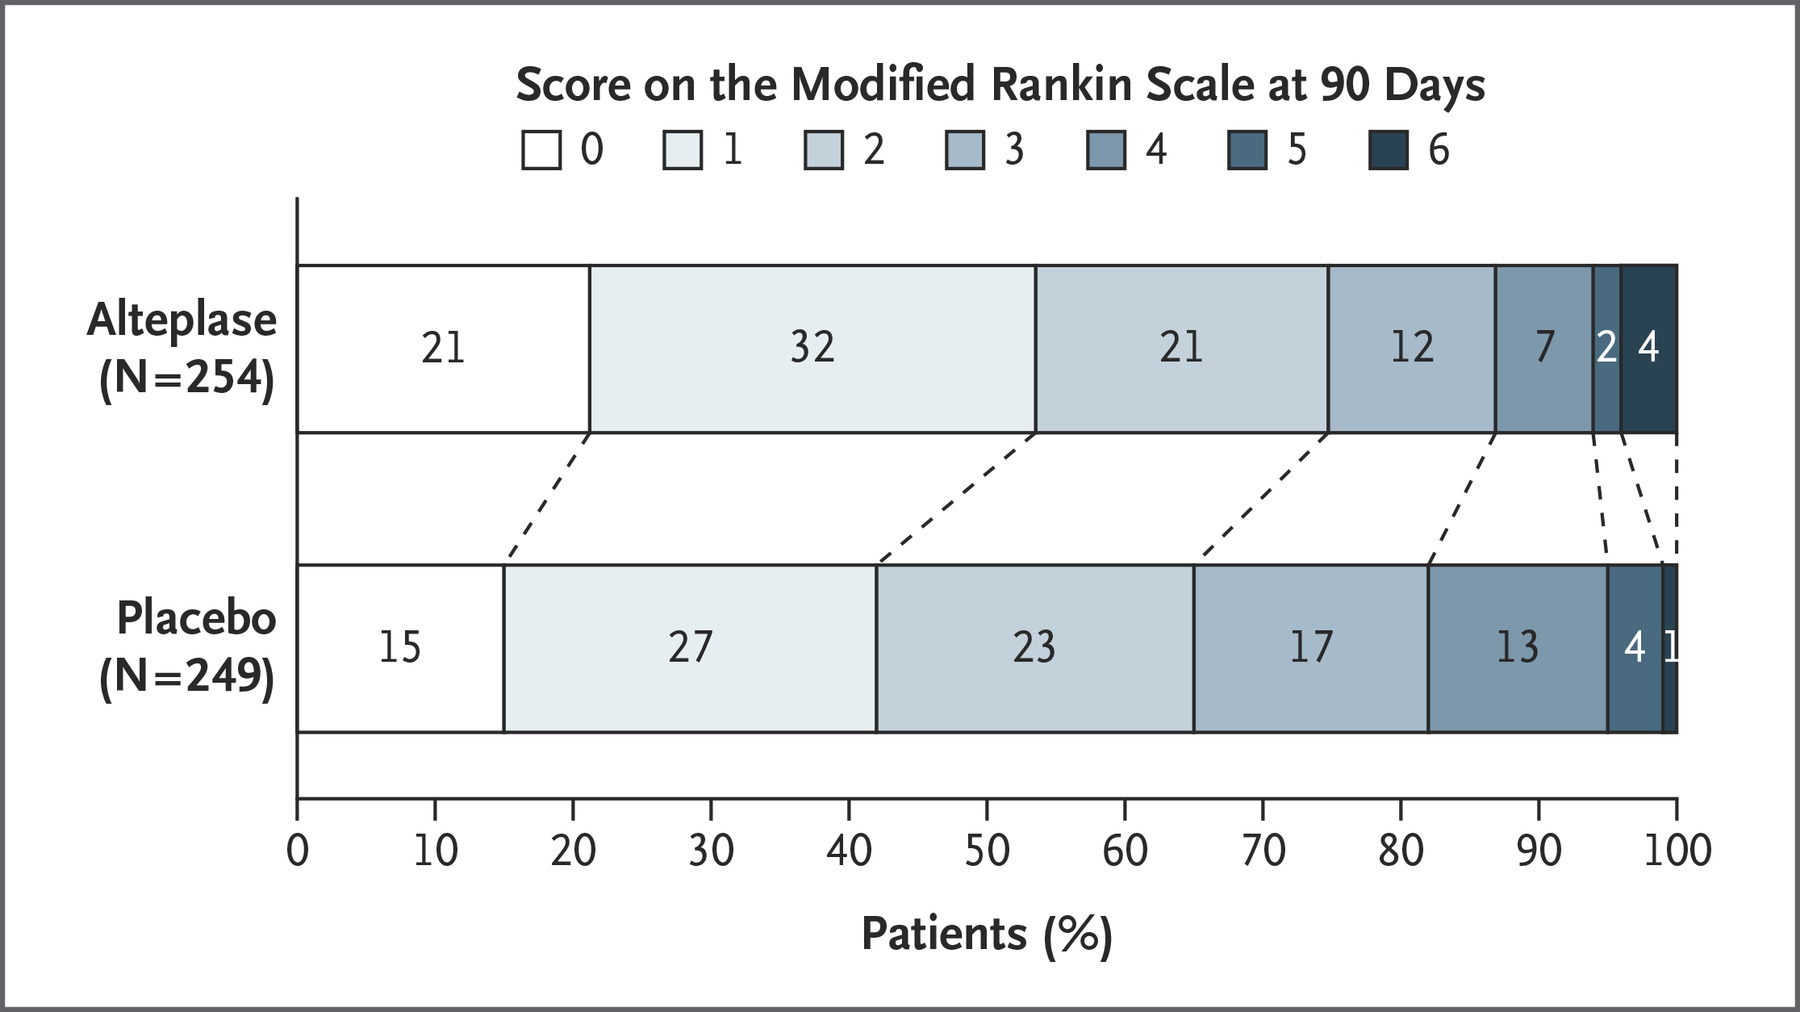 Score on the Modified Rankin Scale at 90 Days
0 1 2 3 4 5 6
Alteplase
(N=254)
21 32 21 12 7 2 4
Placebo
(N=249)
15 27 23 17 13 4 1
0 10 20 30 40 50 60 70 80 90 100
Patients (%)